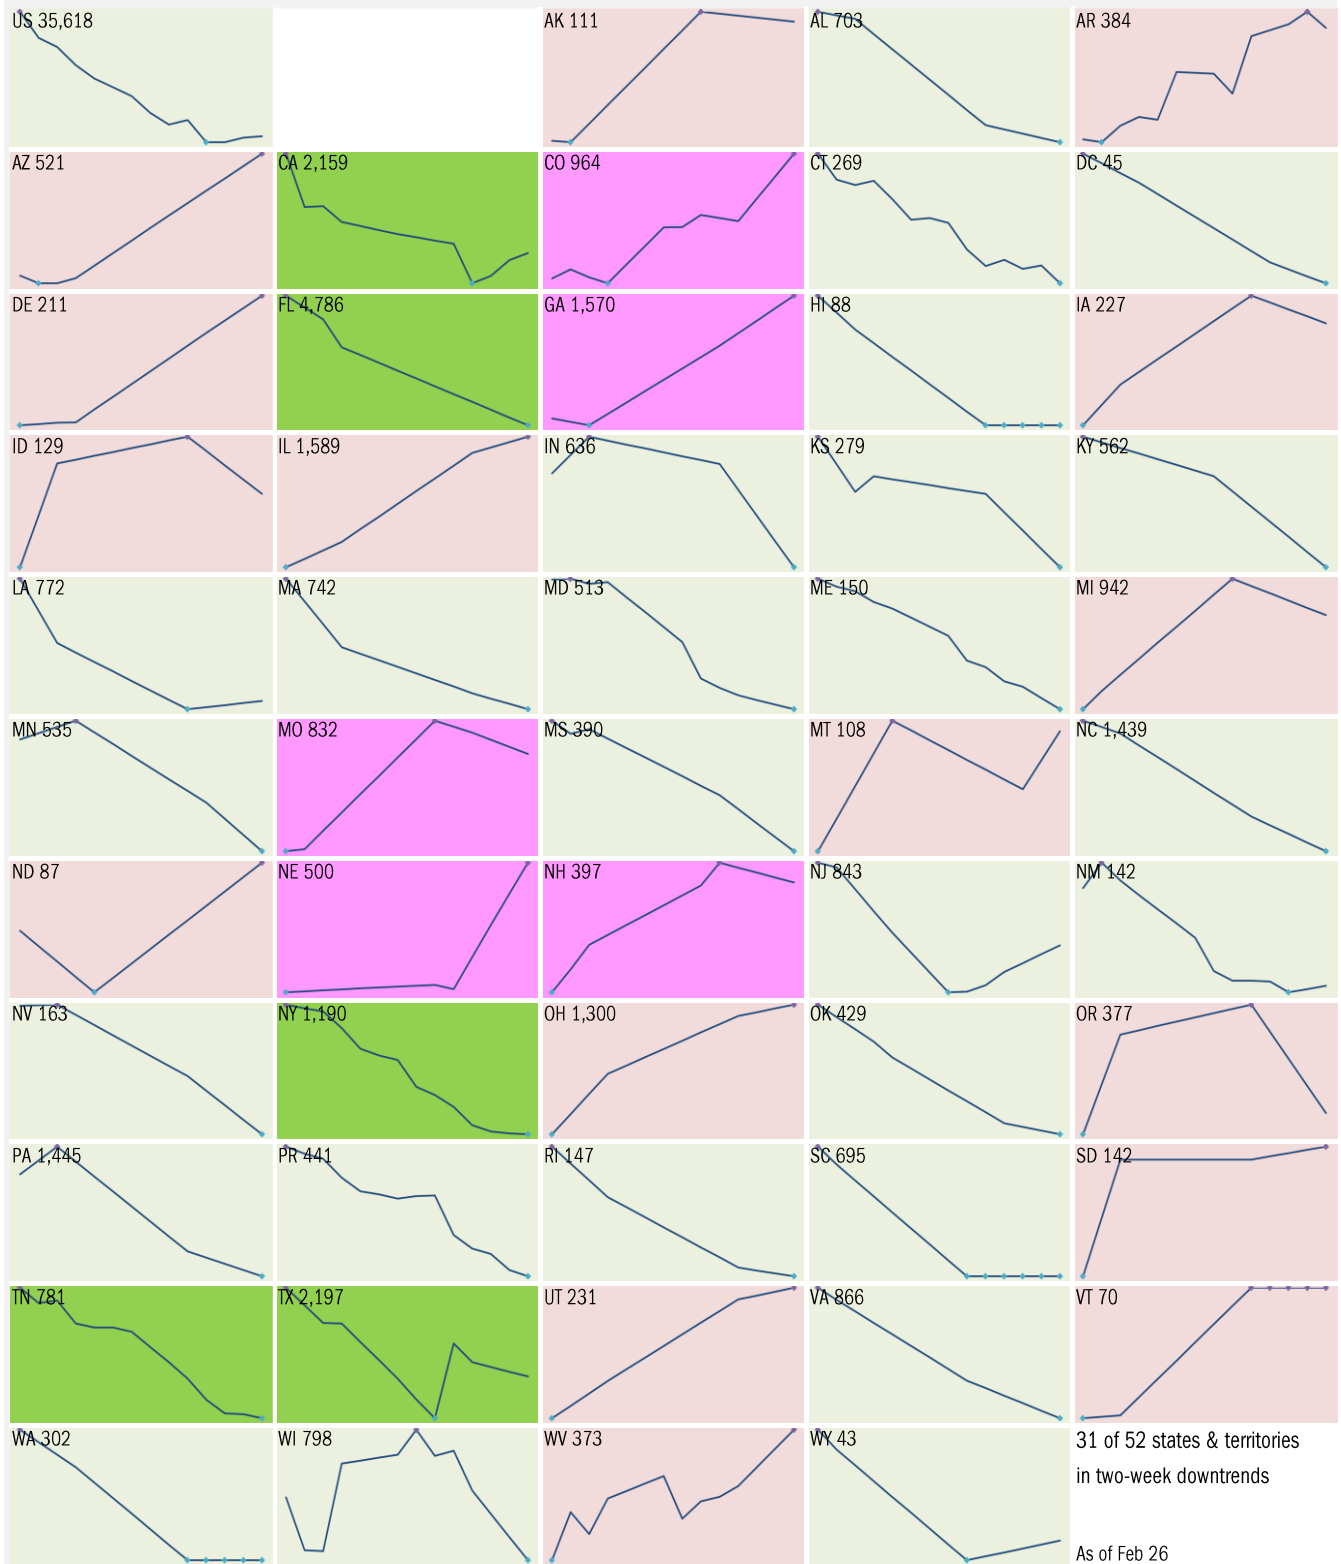 US 35,618
AK 111
AL 703
AR 384
AZ 521
CA 2,159
CO 964
CT 269
DC 45
DE 211
FL 4,786
GA 1,570
HI 88
IA 227
ID 129
IL 1,589
IN 636
KS 279
KY 562
LA 772
MA 742
MD 513
ME 150
MI 942
MN 535
MO 832
MS 390
MT 108
NC 1,439
ND 87
NE 500
NH 397
NJ 843
NM 142
NV 163
NY 1,190
OH 1,300
OK 429
OR 377
PA 1,445
PR 441
RI 147
SC 695
SD 142
TN 781
TX 2,197
UT 231
VA 866
VT 70
WA 302
WI 798
WV 373
WY 43
31 of 52 states & territories
in two-week downtrends
As of Feb 26